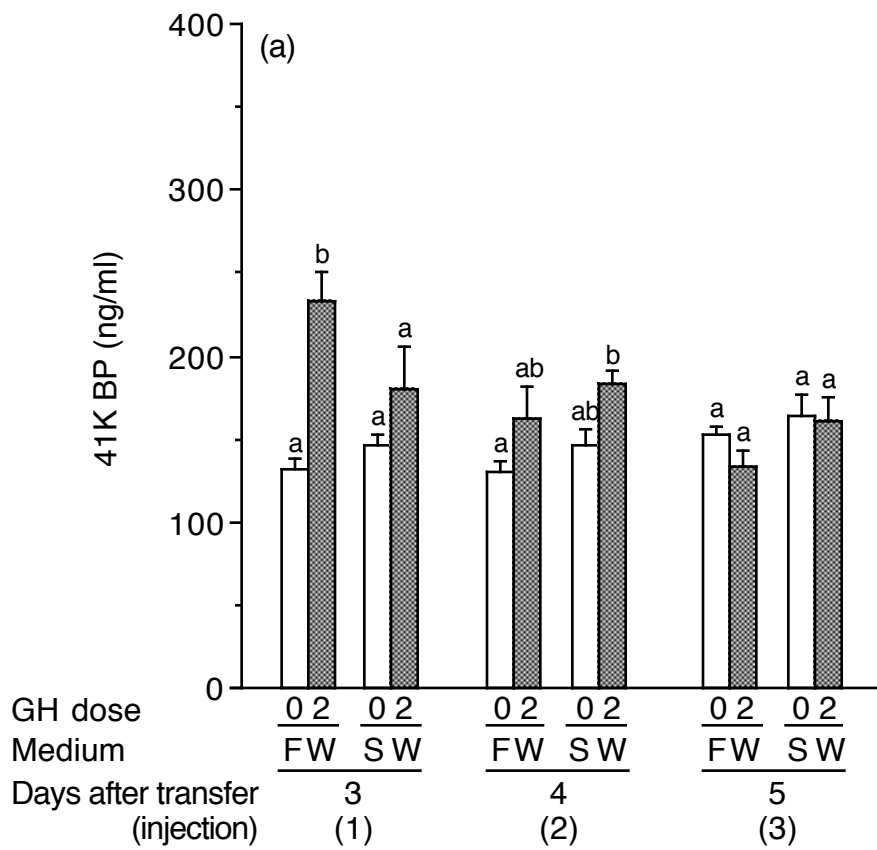 400
(a)
300
b
200
a
ab
b
a
a
a
a
ab
a
a
a
100
0
41K BP (ng/ml)
GH dose 0 2 0 2 0 2 0 2 0 2 0 2
Medium FW SW FW SW FW SW
Days after transfer 3 4 5
(injection) (1) (2) (3)